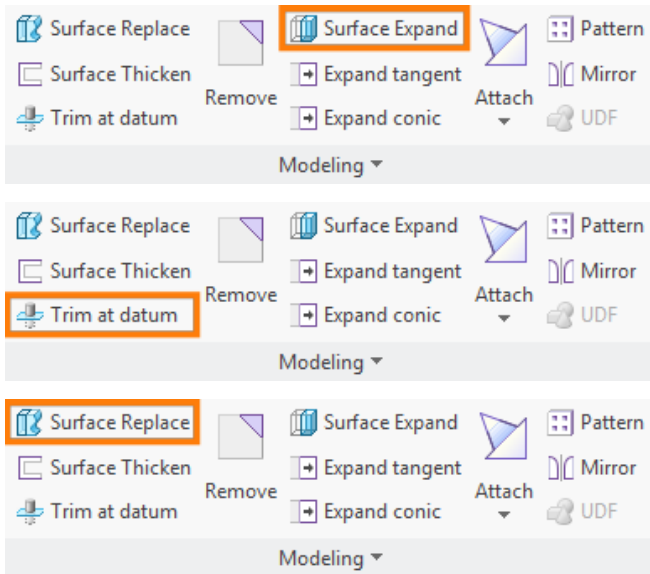 Surface Replace Surface Expand Pattern
Surface Thicken Expand tangent Mirror
Remove Attach
Trim at datum Expand conic UDF
Modeling
Surface Replace Surface Expand Pattern
Surface Thicken Expand tangent Mirror
Remove Attach
Trim at datum Expand conic UDF
Modeling
Surface Replace Surface Expand Pattern
Surface Thicken Expand tangent Mirror
Remove Attach
Trim at datum Expand conic UDF
Modeling